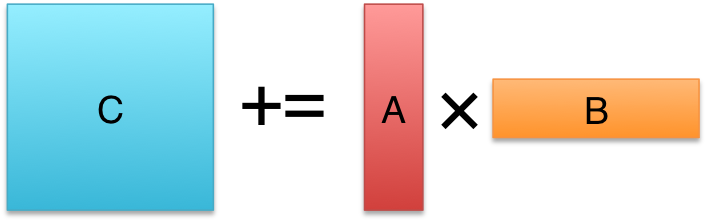 C += A × B